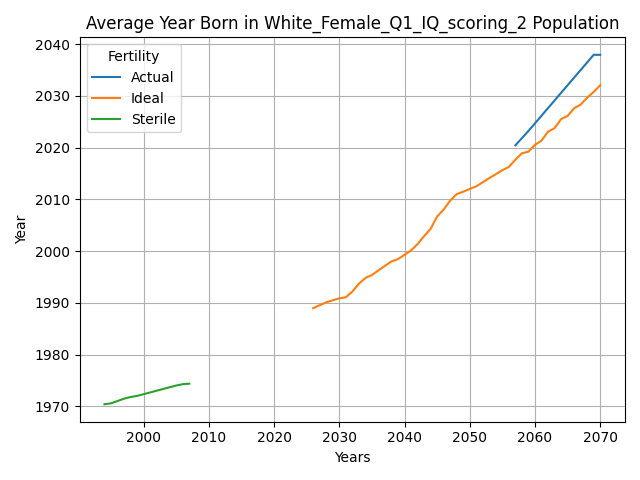 Average Year Born in White_Female_Q1_IQ_scoring_2 Population
Fertility
Actual
Ideal
Sterile
2040
2030
2020
2010
2000
1990
1980
1970
Year
2000
2010
2020
2030
2040
2050
2060
2070
Years